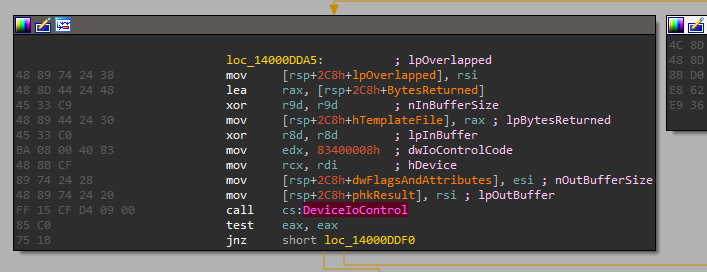 loc_14000DDA5: ; lpOverlapped
48 89 74 24 38 mov [rsp+2C8h+lpOverlapped], rsi
48 8D 44 24 48 lea rax, [rsp+2C8h+BytesReturned]
45 33 C9 xor r9d, r9d ; nInBufferSize
48 89 44 24 30 mov [rsp+2C8h+hTemplateFile], rax ; lpBytesReturned
45 33 C0 xor r8d, r8d ; lpInBuffer
BA 08 00 40 83 mov edx, 83400008h ; dwIoControlCode
48 8B CF mov rcx, rdi ; hDevice
89 74 24 28 mov [rsp+2C8h+dwFlagsAndAttributes], esi ; nOutBufferSize
48 89 74 24 20 mov [rsp+2C8h+phkResult], rsi ; lpOutBuffer
FF 15 CF D4 09 00 call cs:DeviceIoControl
85 C0 test eax, eax
75 1B jnz short loc_14000DDF0
4C 8D
48 8D
8B D0
E8 62
E9 36